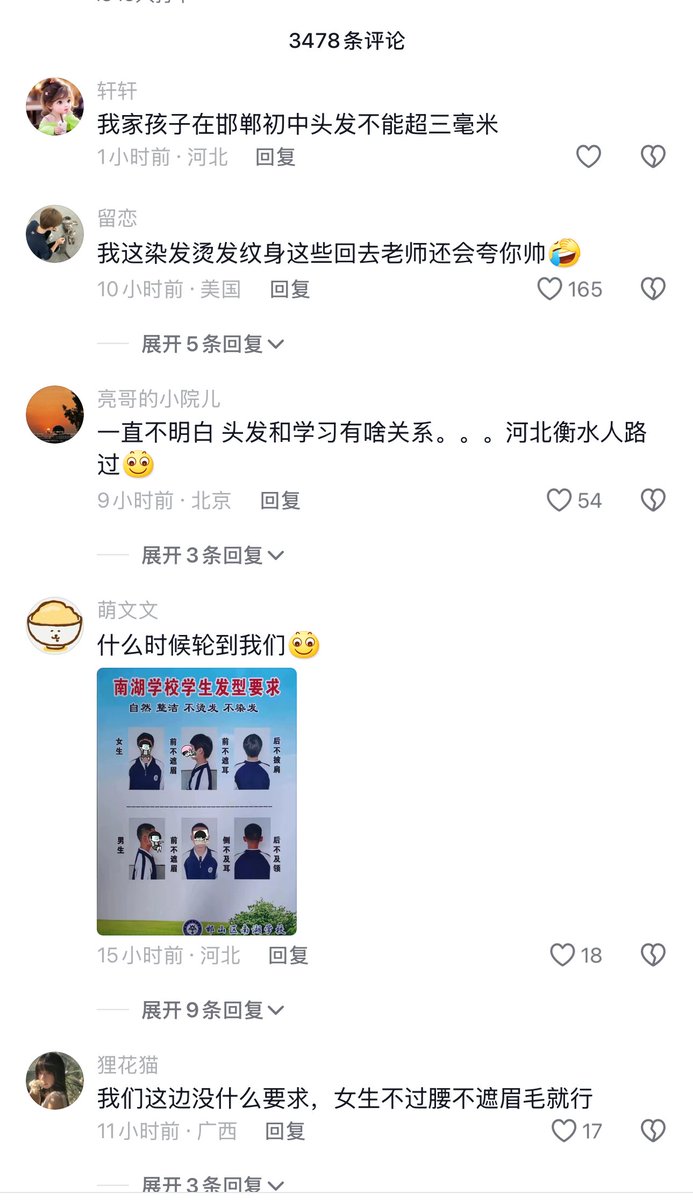 3478条评论
轩轩
我家孩子在邯郸初中头发不能超三毫米
1小时前 · 河北 回复
留恋
我这染发烫发纹身这些回去老师还会夸你帅🤣
10小时前 · 美国 回复 165
展开5条回复
亮哥的小院儿
一直不明白 头发和学习有啥关系。。。河北衡水人路
过
9小时前 · 北京 回复 54
展开3条回复
萌文文
什么时候轮到我们
南湖学校学生发型要求
自然 整洁 不烫发 不染发
女生 前不遮眉 前不遮耳 后不披肩
男生 前不遮眉 侧不及耳 后不及领
邯山区南湖学校
15小时前 · 河北 回复 18
展开9条回复
狸花猫
我们这边没什么要求，女生不过腰不遮眉毛就行
11小时前 · 广西 回复 17
展开3条回复